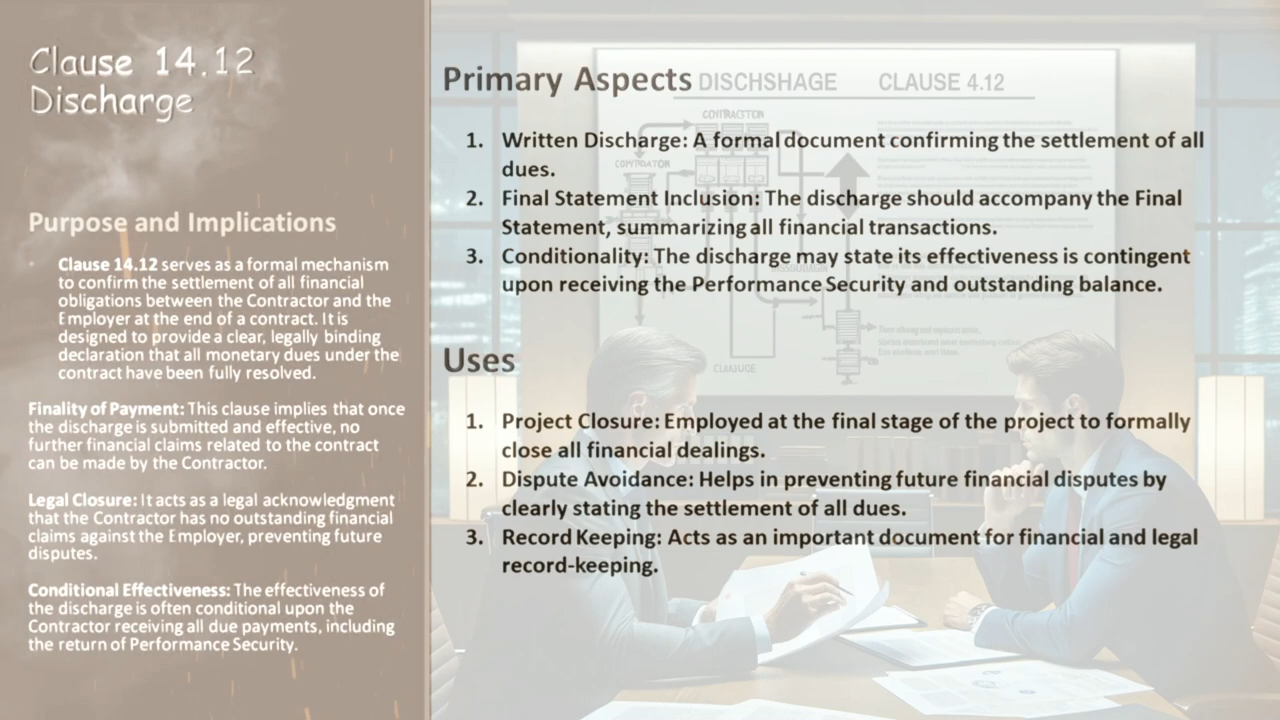 Clause 14.12
Discharge
Purpose and Implications
Clause 14.12 serves as a formal mechanism
to confirm the settlement of all financial
obligations between the Contractor and the
Employer at the end of a contract. It is
designed to provide a clear, legally binding
declaration that all monetary dues under the
contract have been fully resolved.
Finality of Payment: This clause implies that once
the discharge is submitted and effective, no
further financial claims related to the contract
can be made by the Contractor.
Legal Closure: It acts as a legal acknowledgment
that the Contractor has no outstanding financial
claims against the Employer, preventing future
disputes.
Conditional Effectiveness: The effectiveness of
the discharge is often conditional upon the
Contractor receiving all due payments, including
the return of Performance Security.
Primary Aspects
DISCHSHAGE CLAUSE 4.12
1. Written Discharge: A formal document confirming the settlement of all
dues.
2. Final Statement Inclusion: The discharge should accompany the Final
Statement, summarizing all financial transactions.
3. Conditionality: The discharge may state its effectiveness is contingent
upon receiving the Performance Security and outstanding balance.
Uses
1. Project Closure: Employed at the final stage of the project to formally
close all financial dealings.
2. Dispute Avoidance: Helps in preventing future financial disputes by
clearly stating the settlement of all dues.
3. Record Keeping: Acts as an important document for financial and legal
record-keeping.